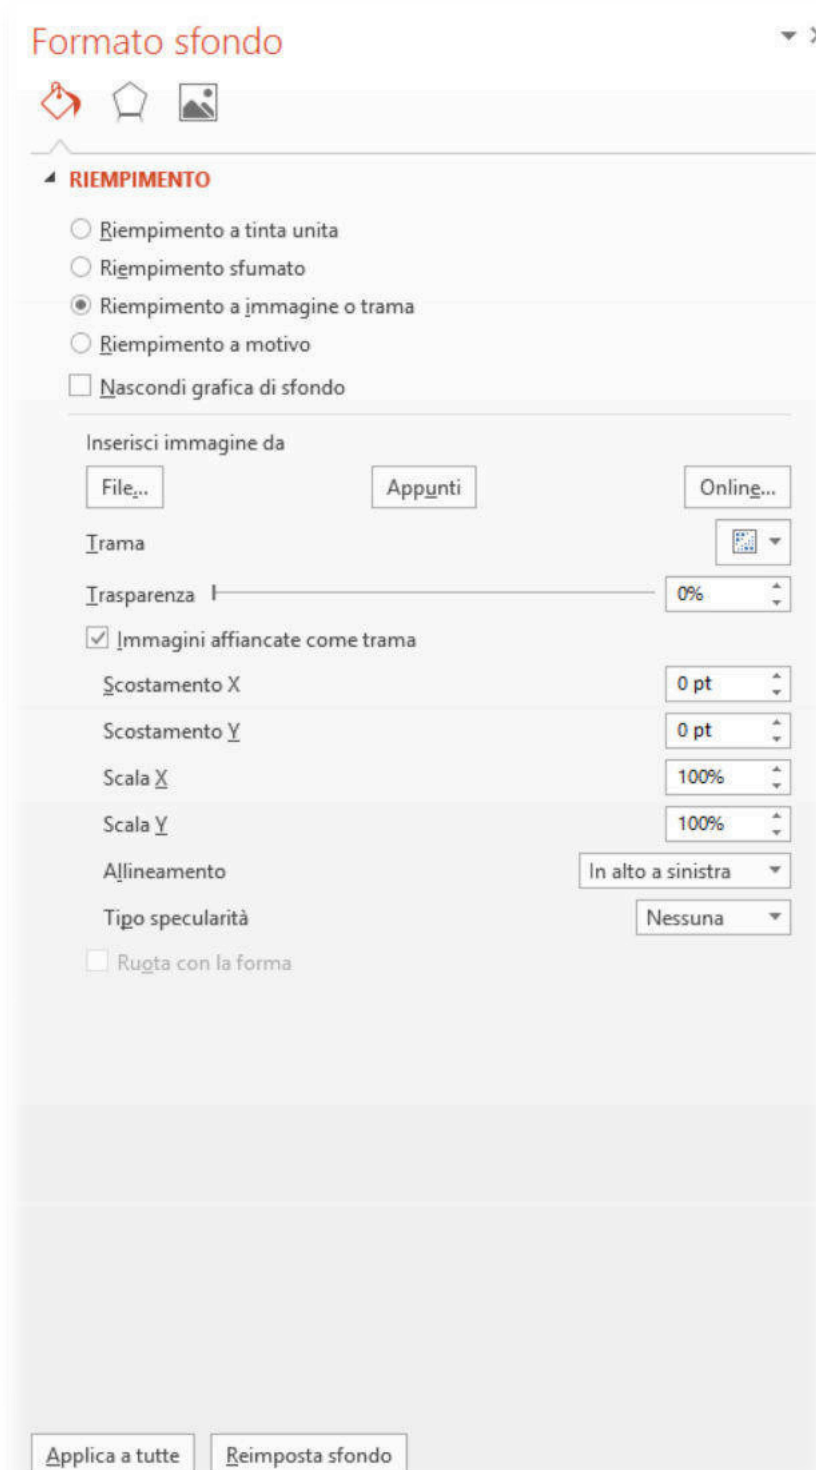 Formato sfondo
RIEMPIMENTO
Riempimento a tinta unita
Riempimento sfumato
Riempimento a immagine o trama
Riempimento a motivo
Nascondi grafica di sfondo
Inserisci immagine da
File... Appunti Online...
Trama
Trasparenza 0%
Immagini affiancate come trama
Scostamento X 0 pt
Scostamento Y 0 pt
Scala X 100%
Scala Y 100%
Allineamento In alto a sinistra
Tipo specularità Nessuna
Ruota con la forma
Applica a tutte Reimposta sfondo